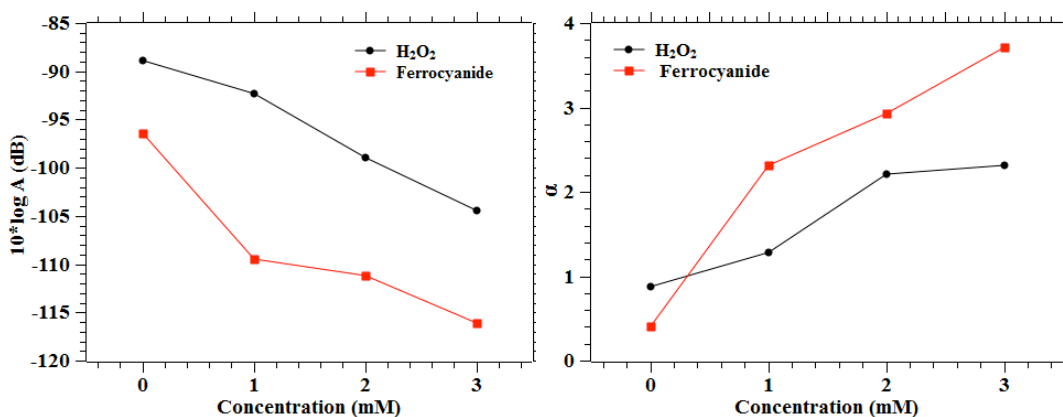 10*log A (dB)
-85
-90
-95
-100
-105
-110
-115
-120
H₂O₂
Ferrocyanide
0 1 2 3
Concentration (mM)
α
4
3
2
1
0
H₂O₂
Ferrocyanide
0 1 2 3
Concentration (mM)